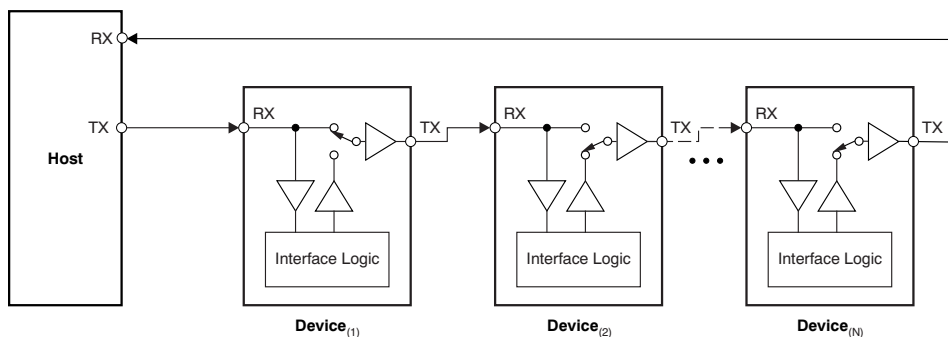 RX
TX
Host
RX
TX
Interface Logic
Device(1)
RX
TX
Interface Logic
Device(2)
RX
TX
Interface Logic
Device(N)